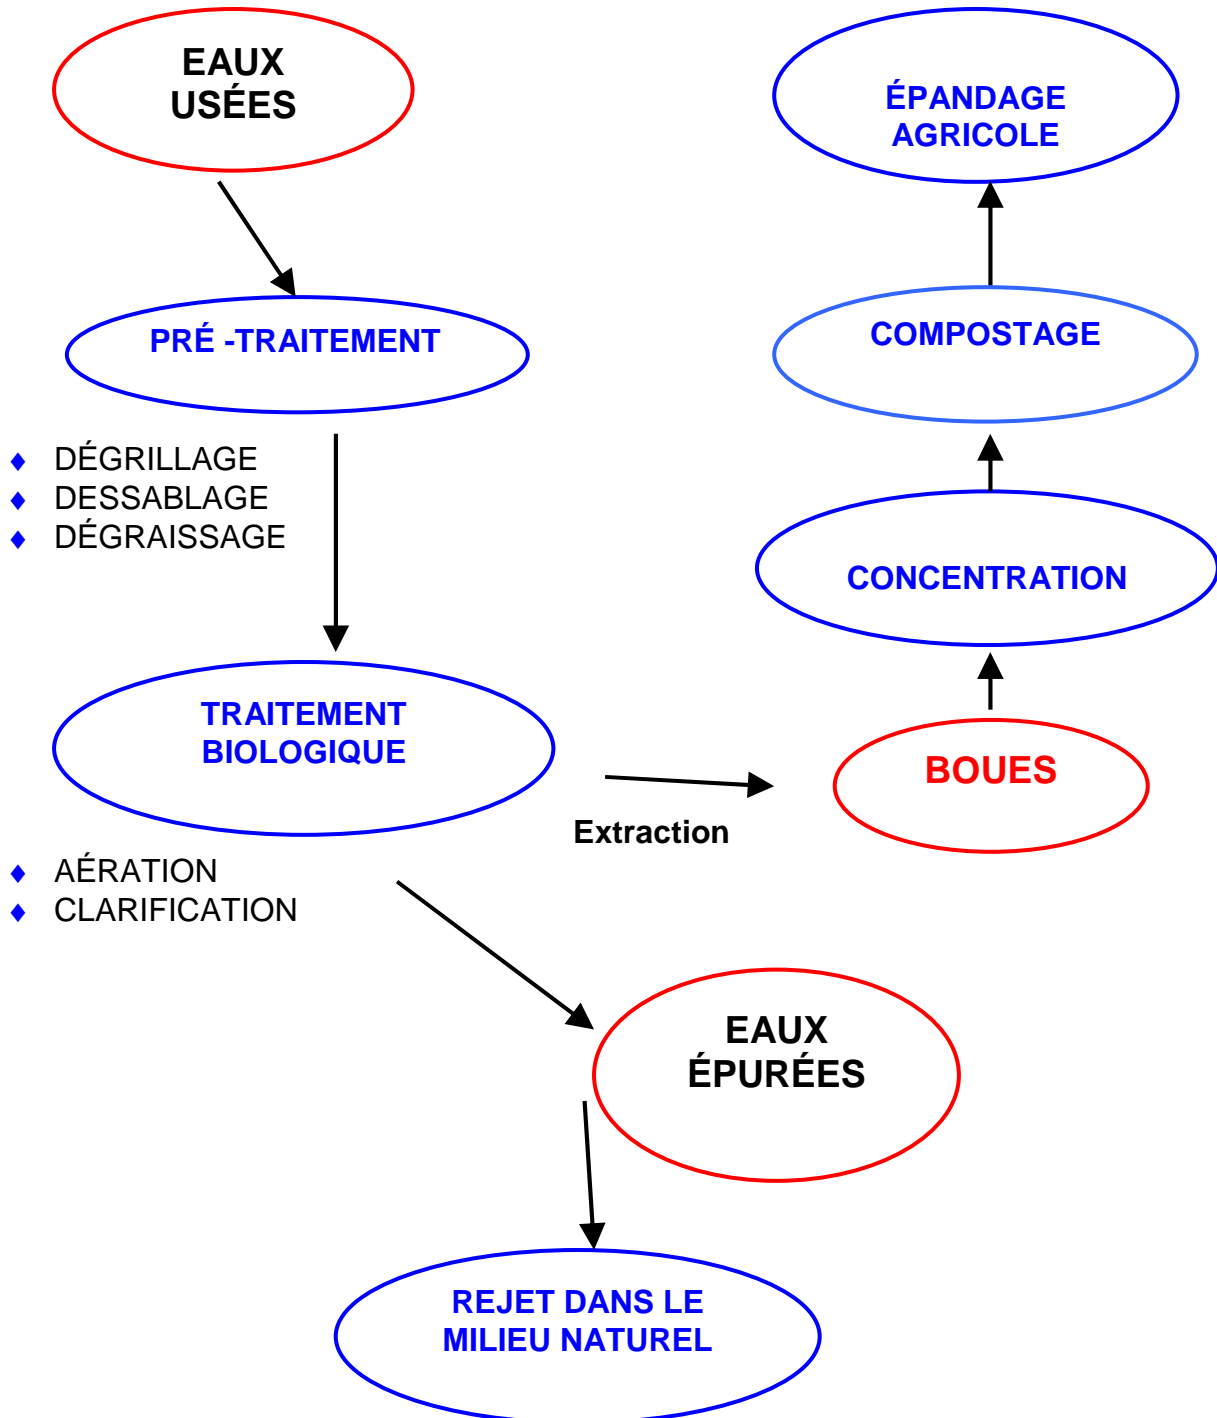 EAUX
USÉES
PRÉ -TRAITEMENT
♦ DÉGRILLAGE
♦ DESSABLAGE
♦ DÉGRAISSAGE
TRAITEMENT
BIOLOGIQUE
♦ AÉRATION
♦ CLARIFICATION
Extraction
BOUES
CONCENTRATION
COMPOSTAGE
ÉPANDAGE
AGRICOLE
EAUX
ÉPURÉES
REJET DANS LE
MILIEU NATUREL